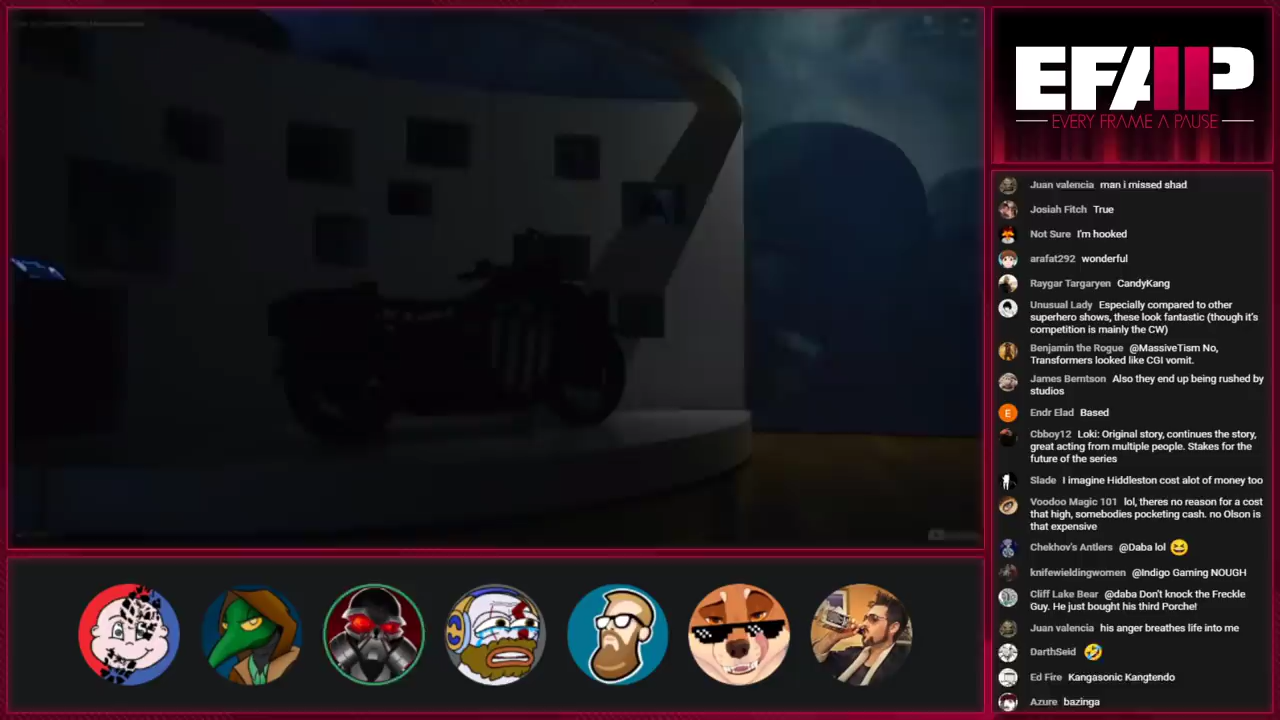 EFAP
EVERY FRAME A PAUSE
Juan valencia man i missed shad
Josiah Fitch True
Not Sure I'm hooked
arafat292 wonderful
Raygar Targaryen CandyKang
Unusual Lady Especially compared to other
superhero shows, these look fantastic (though it's
competition is mainly the CW)
Benjamin the Rogue @MassiveTism No,
Transformers looked like CGI vomit.
James Berntson Also they end up being rushed by
studios
E
Endr Elad Based
Cbboy12 Loki: Original story, continues the story,
great acting from multiple people. Stakes for the
future of the series
Slade I imagine Hiddleston cost alot of money too
Voodoo Magic 101 lol, theres no reason for a cost
that high, somebodies pocketing cash. no Olson is
that expensive
Chekhov's Antlers @Daba lol
knifewieldingwomen @Indigo Gaming NOUGH
Cliff Lake Bear @daba Don't knock the Freckle
Guy. He just bought his third Porche!
Juan valencia his anger breathes life into me
DarthSeid
Ed Fire Kangasonic Kangtendo
Azure bazinga